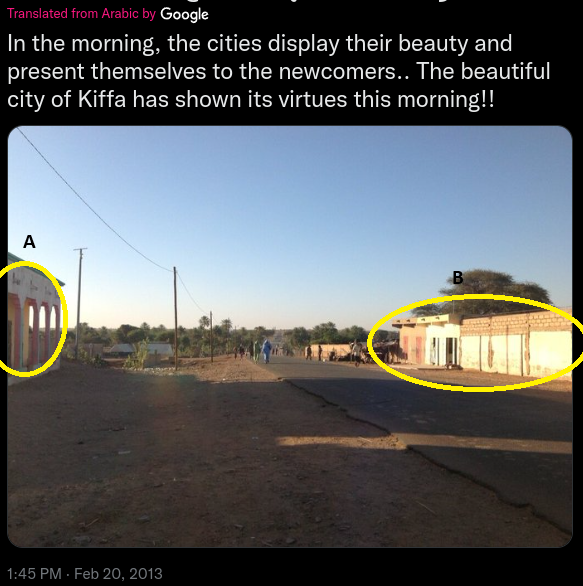 Translated from Arabic by Google
In the morning, the cities display their beauty and
present themselves to the newcomers.. The beautiful
city of Kiffa has shown its virtues this morning!!
A
B
1:45 PM · Feb 20, 2013